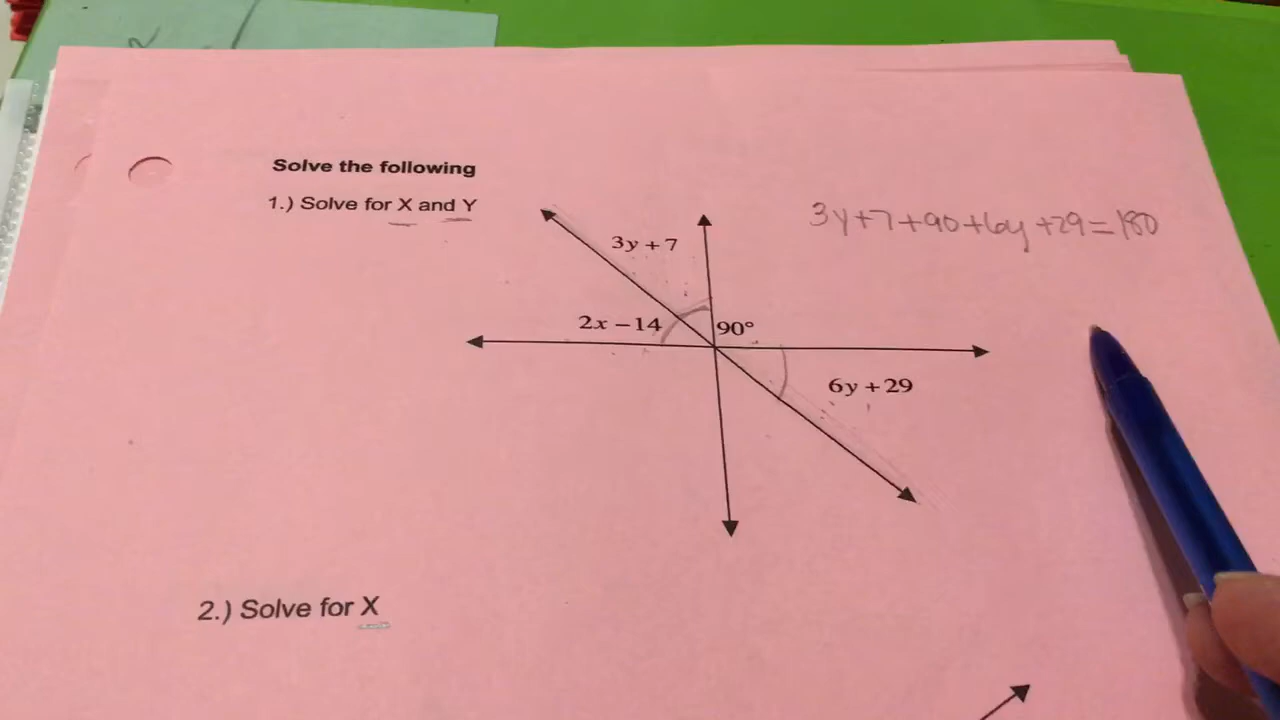 Solve the following
1.) Solve for X and Y
3y + 7
3y+7+90+6y+29=180
2x – 14
90°
6y + 29
2.) Solve for X